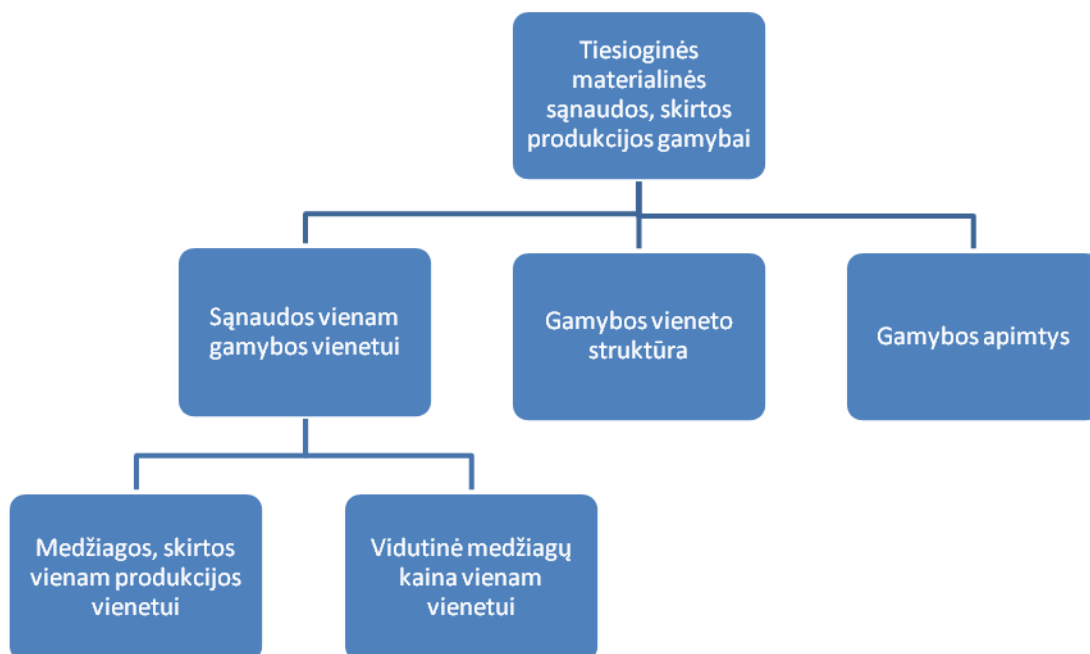 Tiesioginės
materialinės
sąnaudos, skirtos
produkcijos gamybai
Sąnaudos vienam
gamybos vienetui
Gamybos vieneto
struktūra
Gamybos apimtys
Medžiagos, skirtos
vienam produkcijos
vienetui
Vidutinė medžiagų
kaina vienam
vienetui